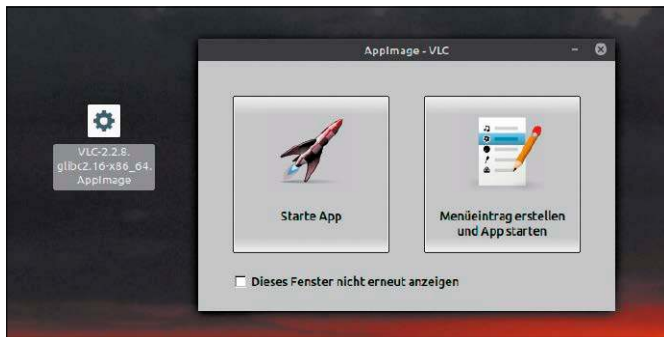 AppImage - VLC
VLC-2.2.8.
glibc2.16-x86_64.
AppImage
Starte App
Menüeintrag erstellen
und App starten
Dieses Fenster nicht erneut anzeigen